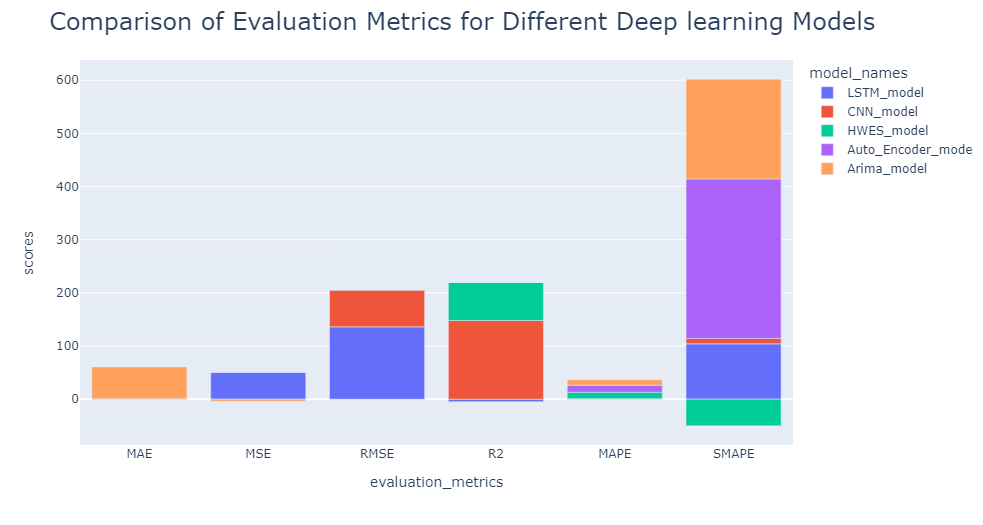 Comparison of Evaluation Metrics for Different Deep learning Models
model_names
LSTM_model
CNN_model
HWES_model
Auto_Encoder_mode
Arima_model
scores
600
500
400
300
200
100
0
MAE MSE RMSE R2 MAPE SMAPE
evaluation_metrics